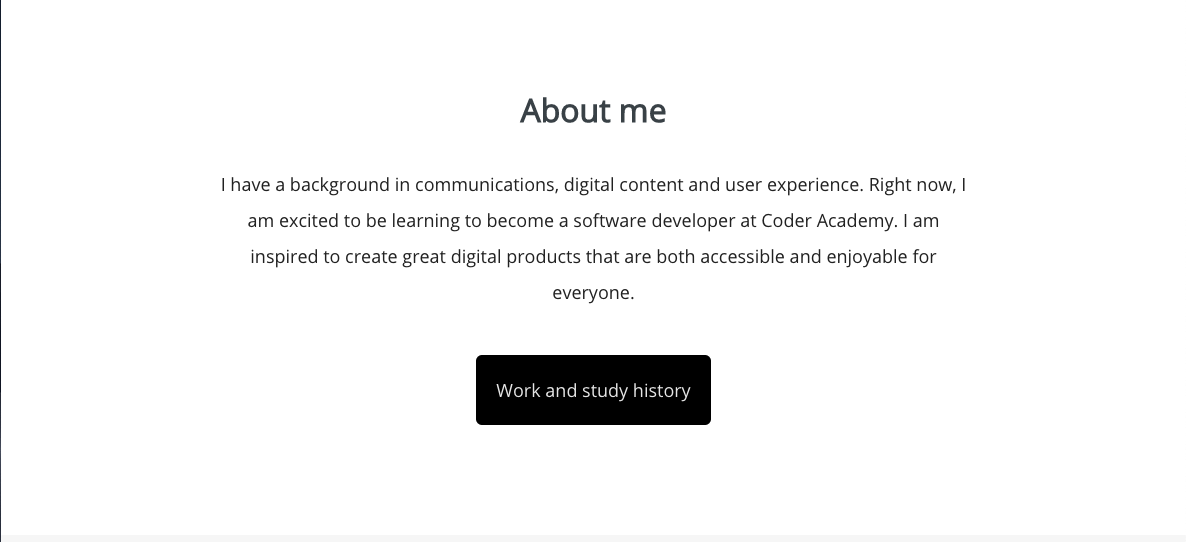 About me
I have a background in communications, digital content and user experience. Right now, I
am excited to be learning to become a software developer at Coder Academy. I am
inspired to create great digital products that are both accessible and enjoyable for
everyone.
Work and study history